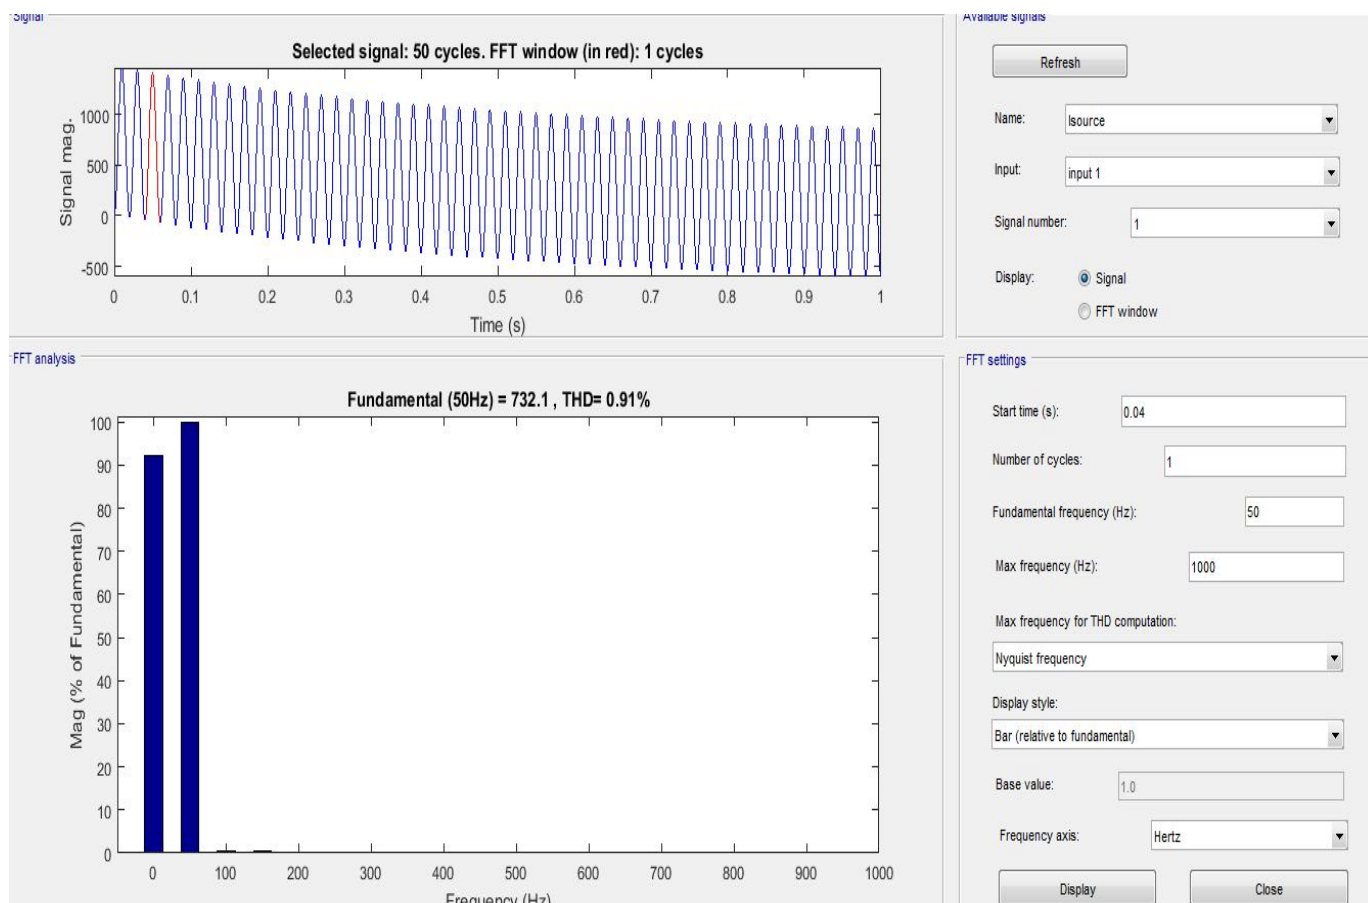 Signal
Selected signal: 50 cycles. FFT window (in red): 1 cycles
1000
500
0
-500
Signal mag.
0 0.1 0.2 0.3 0.4 0.5 0.6 0.7 0.8 0.9 1
Time (s)
Available signals
Refresh
Name: Isource
Input: input 1
Signal number: 1
Display: Signal
FFT window
FFT analysis
Fundamental (50Hz) = 732.1 , THD= 0.91%
100
90
80
70
60
50
40
30
20
10
0
Mag (% of Fundamental)
0 100 200 300 400 500 600 700 800 900 1000
Frequency (Hz)
FFT settings
Start time (s): 0.04
Number of cycles: 1
Fundamental frequency (Hz): 50
Max frequency (Hz): 1000
Max frequency for THD computation:
Nyquist frequency
Display style:
Bar (relative to fundamental)
Base value: 1.0
Frequency axis: Hertz
Display Close